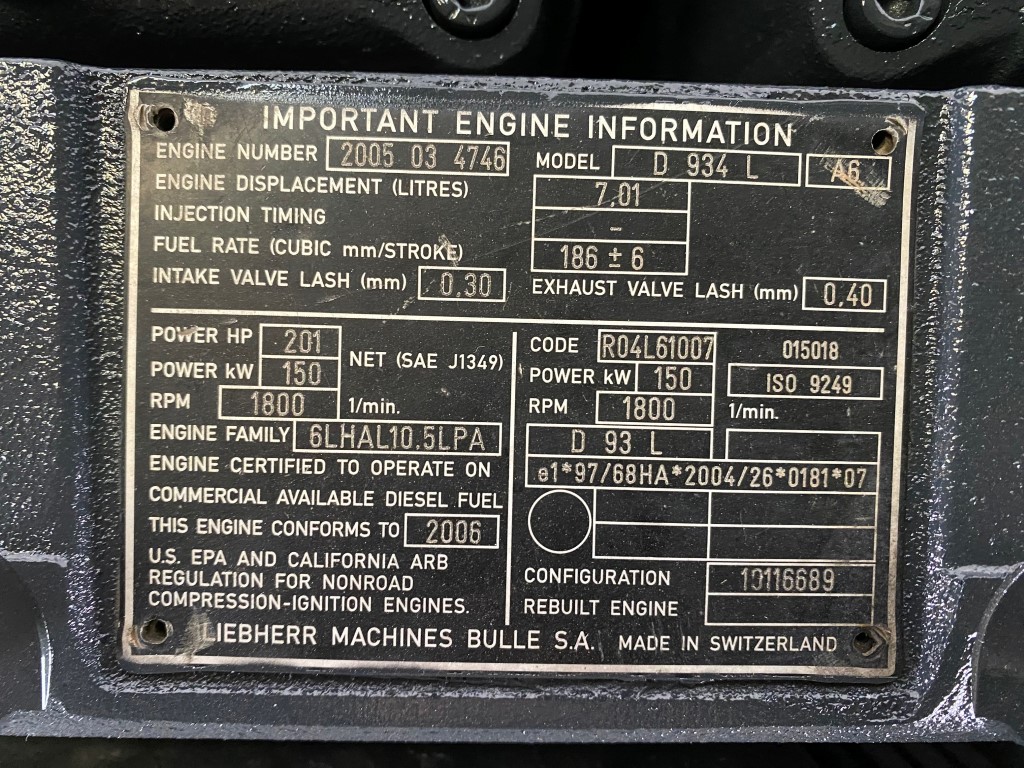 IMPORTANT ENGINE INFORMATION
ENGINE NUMBER 2005 03 4746 MODEL D 934 L A6
ENGINE DISPLACEMENT (LITRES) 7,01
INJECTION TIMING –
FUEL RATE (CUBIC mm/STROKE) 186 ± 6
INTAKE VALVE LASH (mm) 0,30 EXHAUST VALVE LASH (mm) 0,40
POWER HP 201
POWER kW 150 NET (SAE J1349)
RPM 1800 1/min.
ENGINE FAMILY 6LHAL10.5LPA
ENGINE CERTIFIED TO OPERATE ON
COMMERCIAL AVAILABLE DIESEL FUEL
THIS ENGINE CONFORMS TO 2006
U.S. EPA AND CALIFORNIA ARB
REGULATION FOR NONROAD
COMPRESSION-IGNITION ENGINES.
CODE R04L61007 015018
POWER kW 150 ISO 9249
RPM 1800 1/min.
D 93 L
e1*97/68HA*2004/26*0181*07
CONFIGURATION 10116689
REBUILT ENGINE
LIEBHERR MACHINES BULLE S.A. MADE IN SWITZERLAND